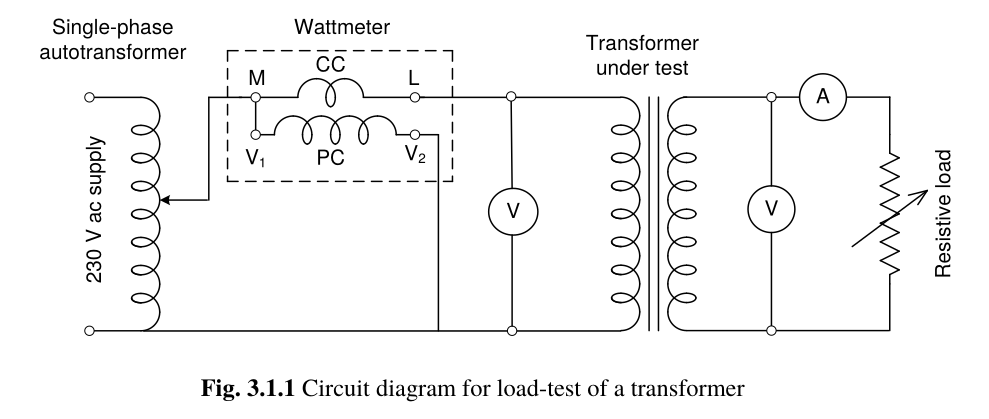 Single-phase
autotransformer
Wattmeter
Transformer
under test
M
CC
L
V₁
PC
V₂
230 V ac supply
V
V
A
Resistive load
Fig. 3.1.1 Circuit diagram for load-test of a transformer